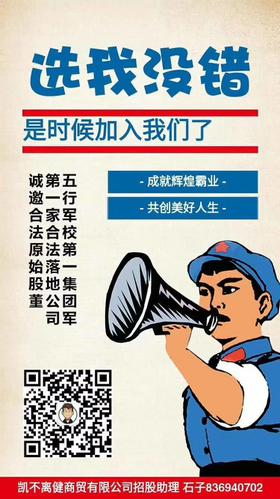 选我没错
是时候加入我们了
- 成就辉煌霸业 -
- 共创美好人生 -
五行军校第一集团军
第一家合法落地公司
诚邀合法原始股董
凯不离健商贸有限公司招股助理 石子836940702